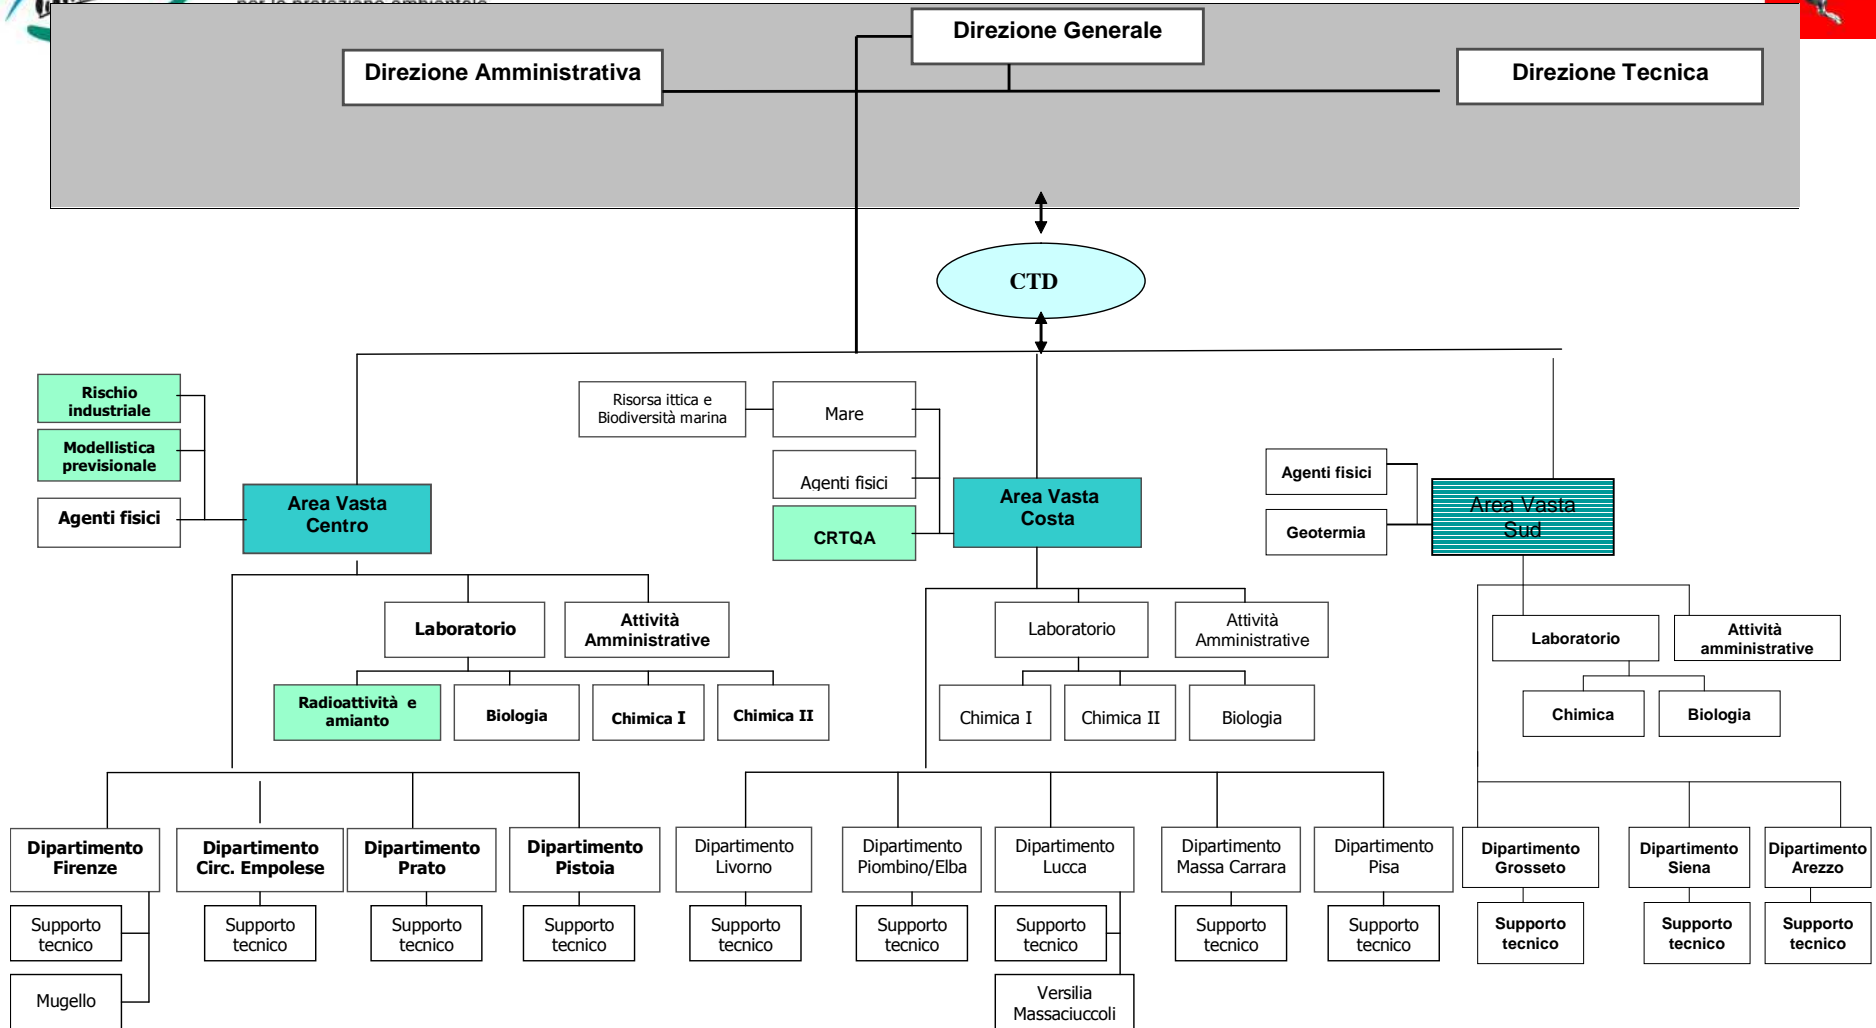 per la protezione ambientale
Direzione Generale
Direzione Amministrativa
Direzione Tecnica
CTD
Rischio
industriale
Modellistica
previsionale
Agenti fisici
Area Vasta
Centro
Risorsa ittica e
Biodiversità marina
Mare
Agenti fisici
CRTQA
Area Vasta
Costa
Agenti fisici
Geotermia
Area Vasta
Sud
Laboratorio
Attività
Amministrative
Radioattività e
amianto
Biologia
Chimica I
Chimica II
Laboratorio
Attività
Amministrative
Chimica I
Chimica II
Biologia
Laboratorio
Attività
amministrative
Chimica
Biologia
Dipartimento
Firenze
Dipartimento
Circ. Empolese
Dipartimento
Prato
Dipartimento
Pistoia
Dipartimento
Livorno
Dipartimento
Piombino/Elba
Dipartimento
Lucca
Dipartimento
Massa Carrara
Dipartimento
Pisa
Dipartimento
Grosseto
Dipartimento
Siena
Dipartimento
Arezzo
Supporto
tecnico
Supporto
tecnico
Supporto
tecnico
Supporto
tecnico
Supporto
tecnico
Supporto
tecnico
Supporto
tecnico
Supporto
tecnico
Supporto
tecnico
Supporto
tecnico
Supporto
tecnico
Supporto
tecnico
Mugello
Versilia
Massaciuccoli